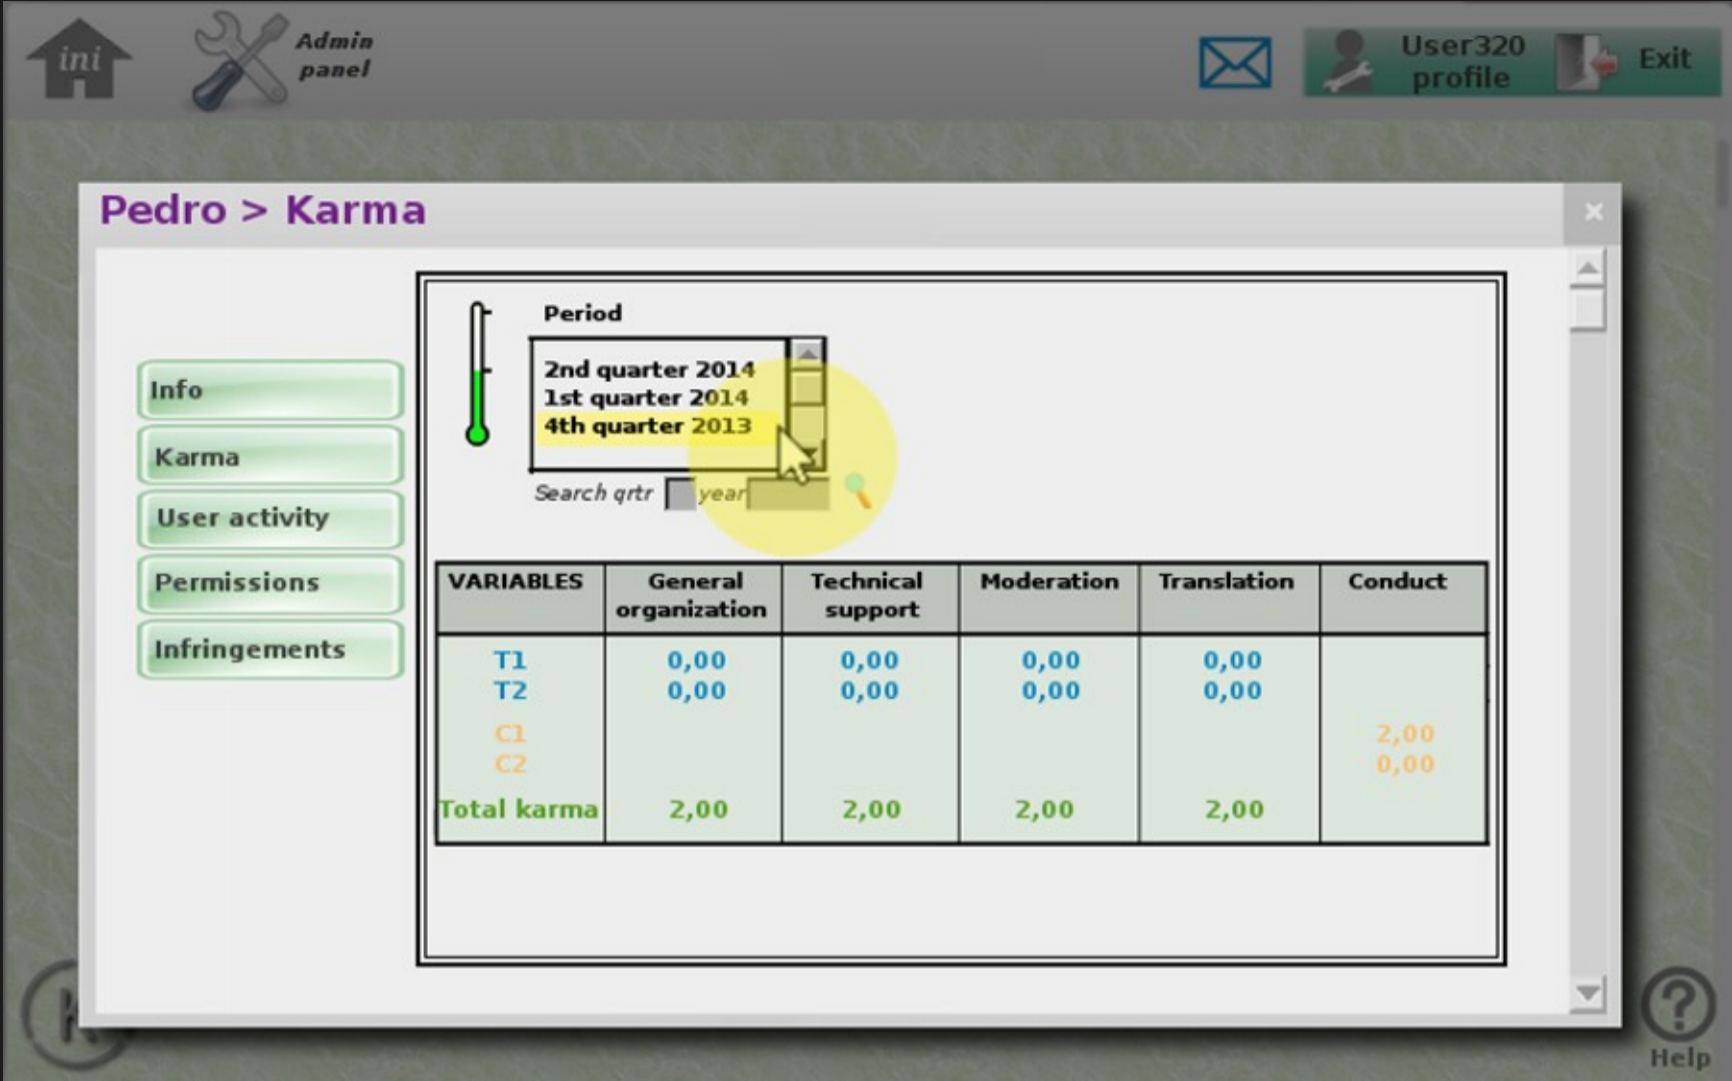 ini
Admin
panel
User320
profile
Exit
Pedro > Karma
Info
Karma
User activity
Permissions
Infringements
Period
2nd quarter 2014
1st quarter 2014
4th quarter 2013
Search qrtr year
VARIABLES General organization Technical support Moderation Translation Conduct
T1 0,00 0,00 0,00 0,00
T2 0,00 0,00 0,00 0,00
C1 2,00
C2 0,00
Total karma 2,00 2,00 2,00 2,00
Help